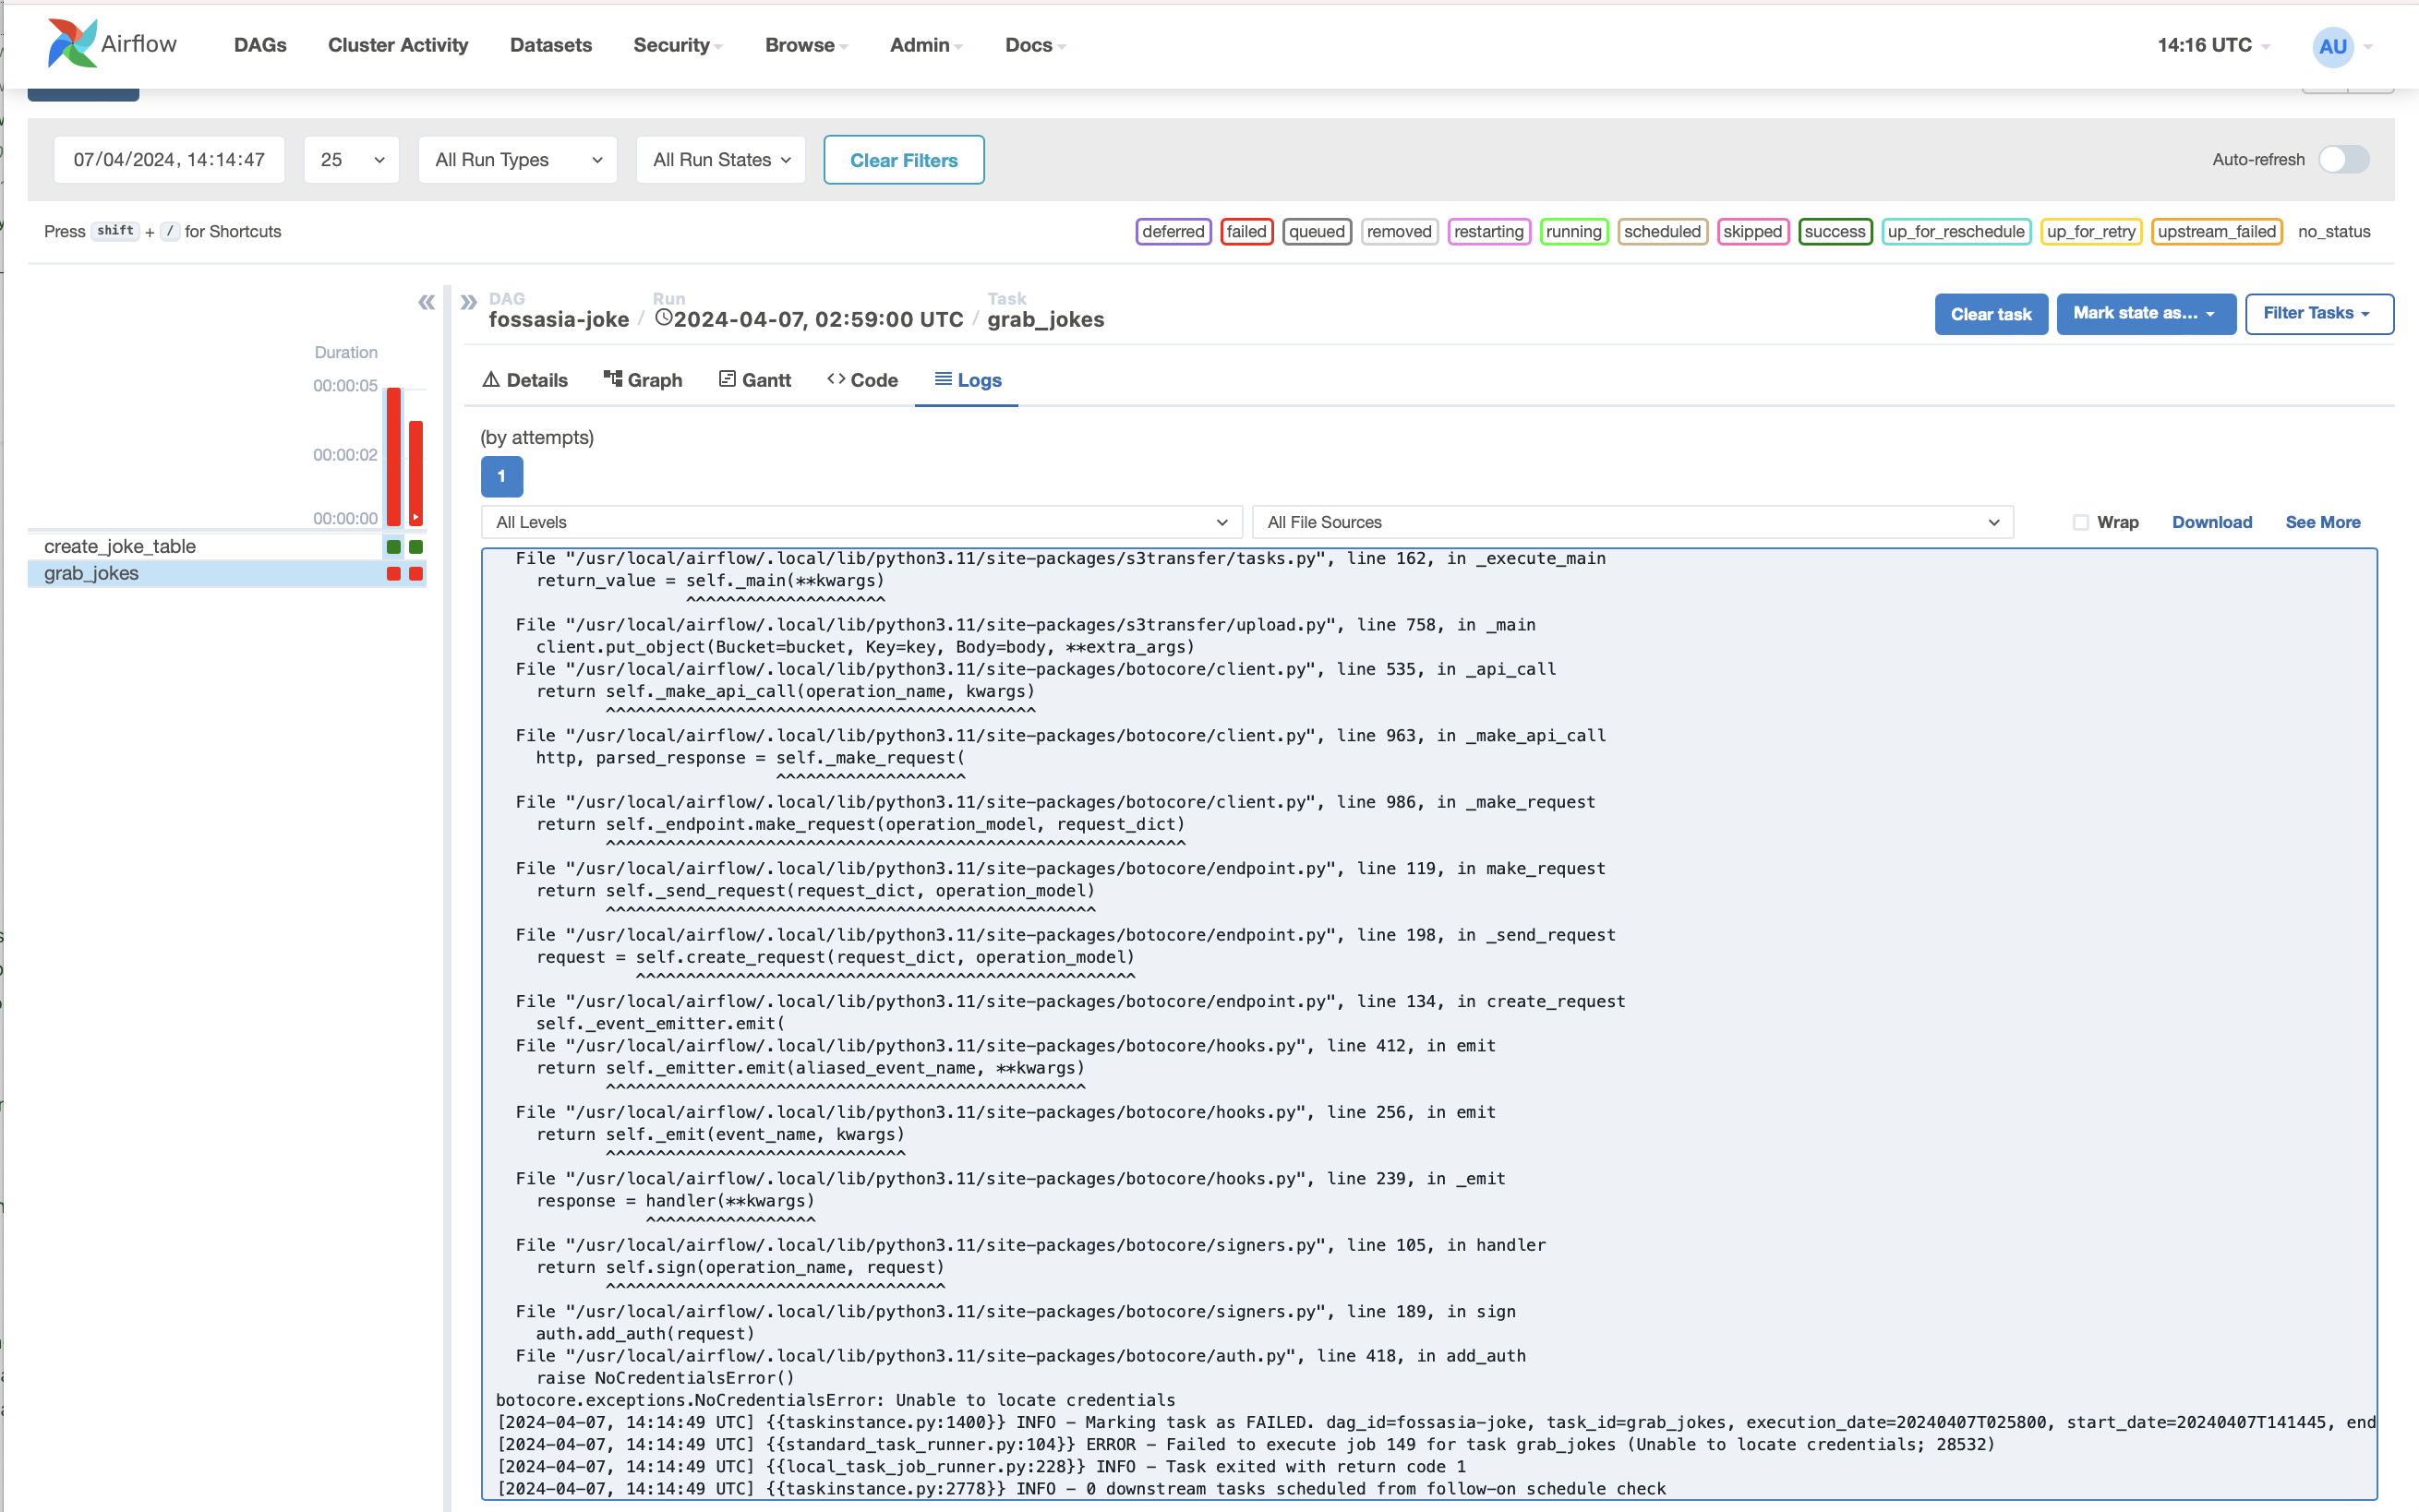 Airflow DAGs Cluster Activity Datasets Security Browse Admin Docs 14:16 UTC AU
07/04/2024, 14:14:47 25 All Run Types All Run States Clear Filters Auto-refresh
Press shift + / for Shortcuts deferred failed queued removed restarting running scheduled skipped success up_for_reschedule up_for_retry upstream_failed no_status
DAG Run Task
fossasia-joke / 2024-04-07, 02:59:00 UTC / grab_jokes Clear task Mark state as... Filter Tasks
Duration
00:00:05
00:00:02
00:00:00
create_joke_table
grab_jokes
Details Graph Gantt Code Logs
(by attempts)
1
All Levels All File Sources Wrap Download See More
File "/usr/local/airflow/.local/lib/python3.11/site-packages/s3transfer/tasks.py", line 162, in _execute_main
return_value = self._main(**kwargs)
^^^^^^^^^^^^^^^^^^^^
File "/usr/local/airflow/.local/lib/python3.11/site-packages/s3transfer/upload.py", line 758, in _main
client.put_object(Bucket=bucket, Key=key, Body=body, **extra_args)
File "/usr/local/airflow/.local/lib/python3.11/site-packages/botocore/client.py", line 535, in _api_call
return self._make_api_call(operation_name, kwargs)
^^^^^^^^^^^^^^^^^^^^^^^^^^^^^^^^^^^^^^^^^^^
File "/usr/local/airflow/.local/lib/python3.11/site-packages/botocore/client.py", line 963, in _make_api_call
http, parsed_response = self._make_request(
^^^^^^^^^^^^^^^^^^^
File "/usr/local/airflow/.local/lib/python3.11/site-packages/botocore/client.py", line 986, in _make_request
return self._endpoint.make_request(operation_model, request_dict)
^^^^^^^^^^^^^^^^^^^^^^^^^^^^^^^^^^^^^^^^^^^^^^^^^^^^^^^^^^
File "/usr/local/airflow/.local/lib/python3.11/site-packages/botocore/endpoint.py", line 119, in make_request
return self._send_request(request_dict, operation_model)
^^^^^^^^^^^^^^^^^^^^^^^^^^^^^^^^^^^^^^^^^^^^^^^^^
File "/usr/local/airflow/.local/lib/python3.11/site-packages/botocore/endpoint.py", line 198, in _send_request
request = self.create_request(request_dict, operation_model)
^^^^^^^^^^^^^^^^^^^^^^^^^^^^^^^^^^^^^^^^^^^^^^^^^^
File "/usr/local/airflow/.local/lib/python3.11/site-packages/botocore/endpoint.py", line 134, in create_request
self._event_emitter.emit(
File "/usr/local/airflow/.local/lib/python3.11/site-packages/botocore/hooks.py", line 412, in emit
return self._emitter.emit(aliased_event_name, **kwargs)
^^^^^^^^^^^^^^^^^^^^^^^^^^^^^^^^^^^^^^^^^^^^^^^^
File "/usr/local/airflow/.local/lib/python3.11/site-packages/botocore/hooks.py", line 256, in emit
return self._emit(event_name, kwargs)
^^^^^^^^^^^^^^^^^^^^^^^^^^^^^^
File "/usr/local/airflow/.local/lib/python3.11/site-packages/botocore/hooks.py", line 239, in _emit
response = handler(**kwargs)
^^^^^^^^^^^^^^^^^
File "/usr/local/airflow/.local/lib/python3.11/site-packages/botocore/signers.py", line 105, in handler
return self.sign(operation_name, request)
^^^^^^^^^^^^^^^^^^^^^^^^^^^^^^^^^^
File "/usr/local/airflow/.local/lib/python3.11/site-packages/botocore/signers.py", line 189, in sign
auth.add_auth(request)
File "/usr/local/airflow/.local/lib/python3.11/site-packages/botocore/auth.py", line 418, in add_auth
raise NoCredentialsError()
botocore.exceptions.NoCredentialsError: Unable to locate credentials
[2024-04-07, 14:14:49 UTC] {{taskinstance.py:1400}} INFO - Marking task as FAILED. dag_id=fossasia-joke, task_id=grab_jokes, execution_date=20240407T025800, start_date=20240407T141445, end
[2024-04-07, 14:14:49 UTC] {{standard_task_runner.py:104}} ERROR - Failed to execute job 149 for task grab_jokes (Unable to locate credentials; 28532)
[2024-04-07, 14:14:49 UTC] {{local_task_job_runner.py:228}} INFO - Task exited with return code 1
[2024-04-07, 14:14:49 UTC] {{taskinstance.py:2778}} INFO - 0 downstream tasks scheduled from follow-on schedule check